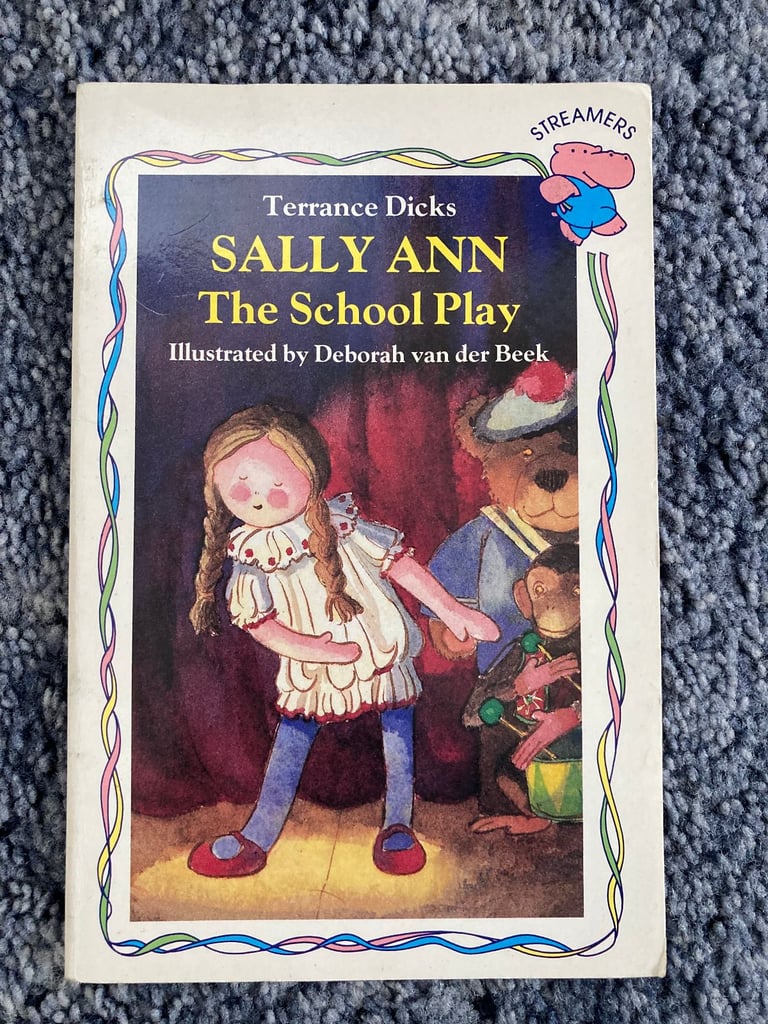 STREAMERS
Terrance Dicks
SALLY ANN
The School Play
Illustrated by Deborah van der Beek